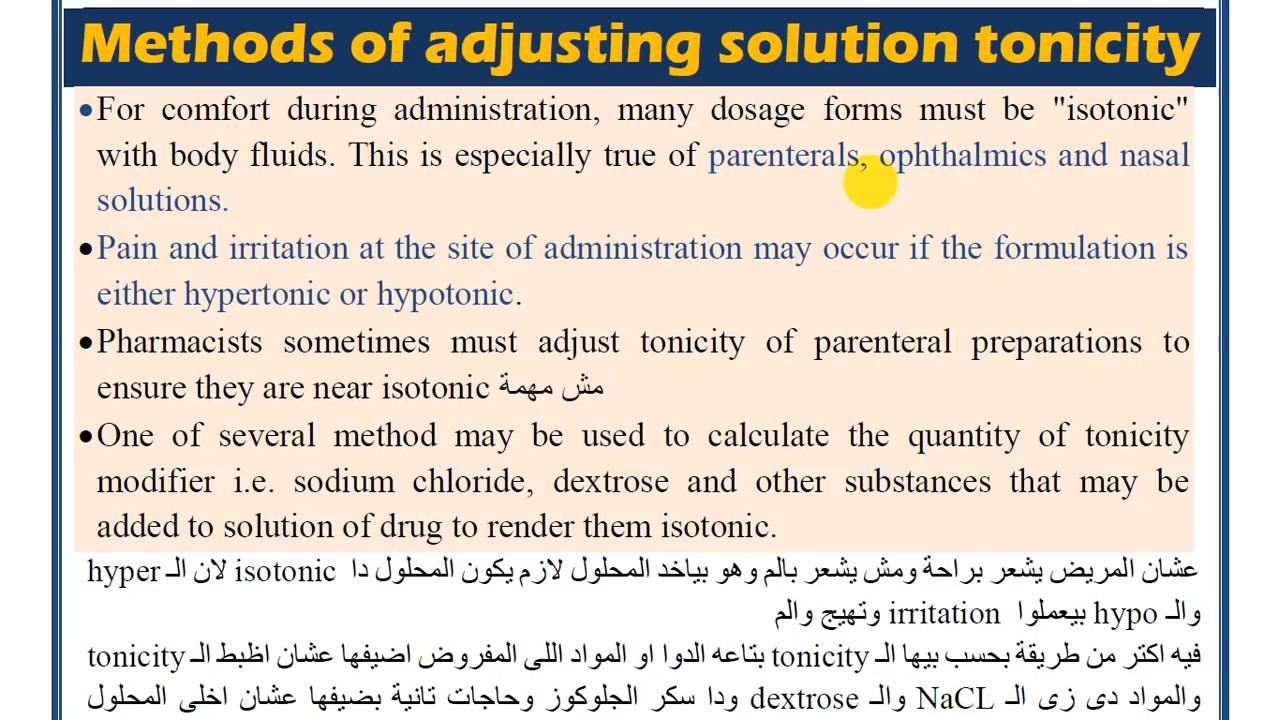 Methods of adjusting solution tonicity
•For comfort during administration, many dosage forms must be "isotonic"
with body fluids. This is especially true of parenterals, ophthalmics and nasal
solutions.
•Pain and irritation at the site of administration may occur if the formulation is
either hypertonic or hypotonic.
•Pharmacists sometimes must adjust tonicity of parenteral preparations to
ensure they are near isotonic مش مهمة
•One of several method may be used to calculate the quantity of tonicity
modifier i.e. sodium chloride, dextrose and other substances that may be
added to solution of drug to render them isotonic.
عشان المريض يشعر براحة ومش يشعر بالم وهو بياخد المحلول لازم يكون المحلول دا isotonic لان الـ hyper
والـ hypo بيعملوا irritation وتهيج والم
فيه اكتر من طريقة بحسب بيها الـ tonicity بتاعه الدوا او المواد اللى المفروض اضيفها عشان اظبط الـ tonicity
والمواد دى زى الـ NaCL والـ dextrose ودا سكر الجلوكوز وحاجات تانية بضيفها عشان اخلى المحلول